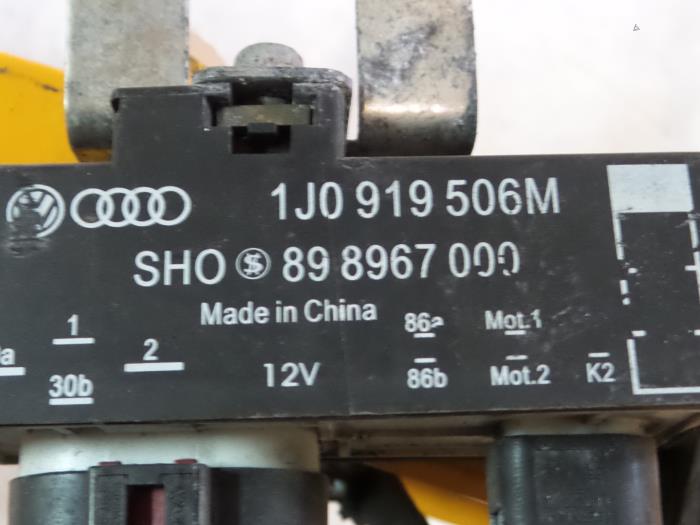 1J0 919 506M
SHO $ 89 8967 000
Made in China
86a Mot.1
1
2
a
30b
12V
86b Mot.2 K2